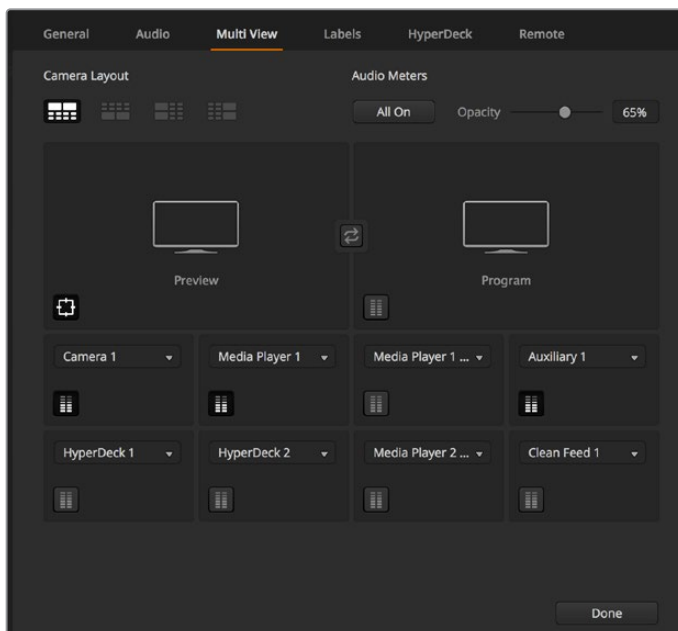 General Audio Multi View Labels HyperDeck Remote
Camera Layout Audio Meters
All On Opacity 65%
Preview Program
Camera 1 Media Player 1 Media Player 1 ... Auxiliary 1
HyperDeck 1 HyperDeck 2 Media Player 2 ... Clean Feed 1
Done